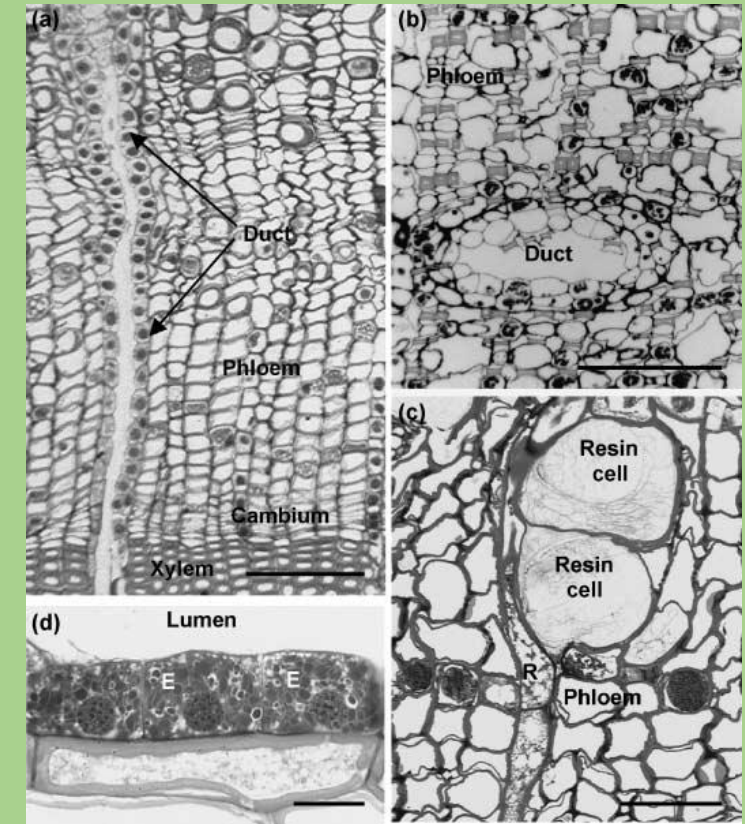 (a)
Duct
Phloem
Cambium
Xylem
(b)
Phloem
Duct
(c)
Resin
cell
Resin
cell
R
Phloem
(d)
Lumen
E
E